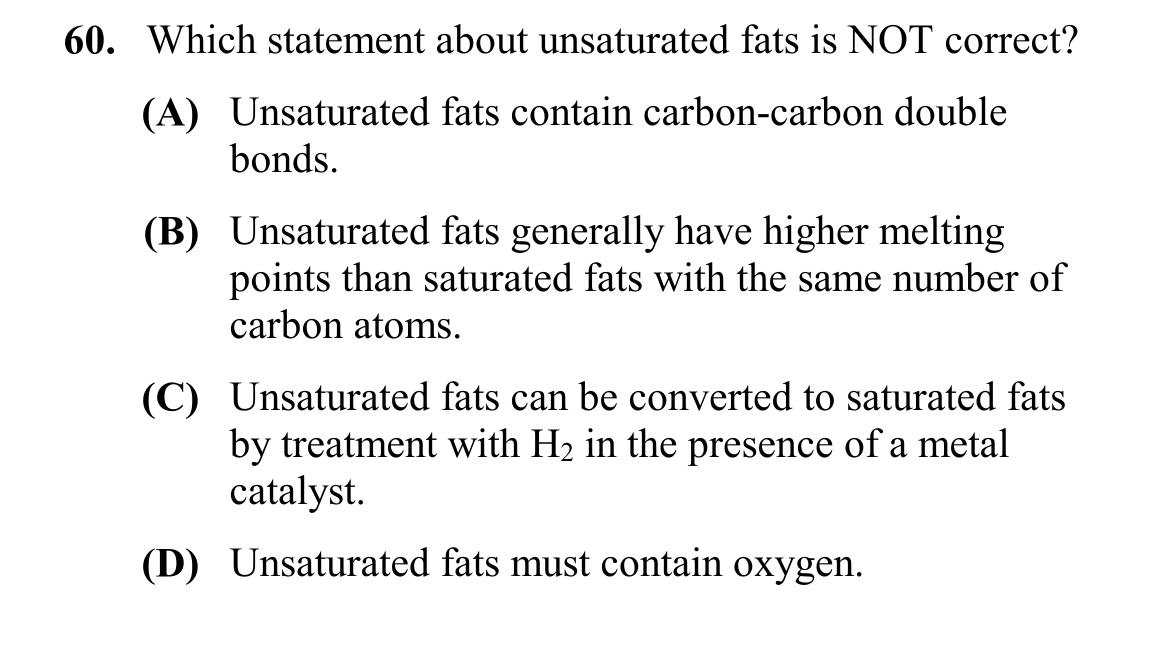 60. Which statement about unsaturated fats is NOT correct?
(A) Unsaturated fats contain carbon-carbon double
bonds.
(B) Unsaturated fats generally have higher melting
points than saturated fats with the same number of
carbon atoms.
(C) Unsaturated fats can be converted to saturated fats
by treatment with H₂ in the presence of a metal
catalyst.
(D) Unsaturated fats must contain oxygen.